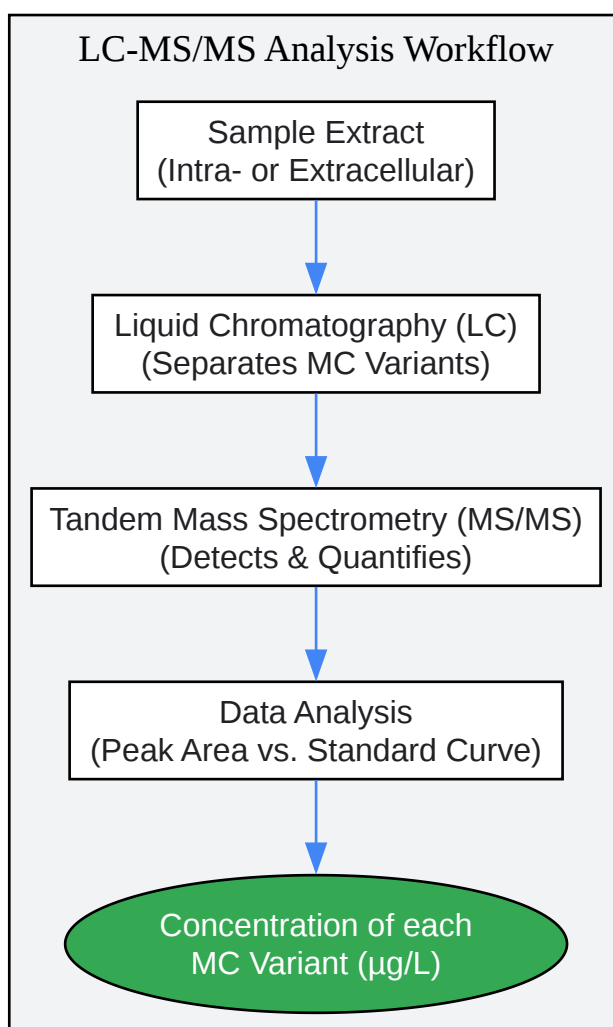 LC-MS/MS Analysis Workflow
Sample Extract
(Intra- or Extracellular)
Liquid Chromatography (LC)
(Separates MC Variants)
Tandem Mass Spectrometry (MS/MS)
(Detects & Quantifies)
Data Analysis
(Peak Area vs. Standard Curve)
Concentration of each
MC Variant (µg/L)